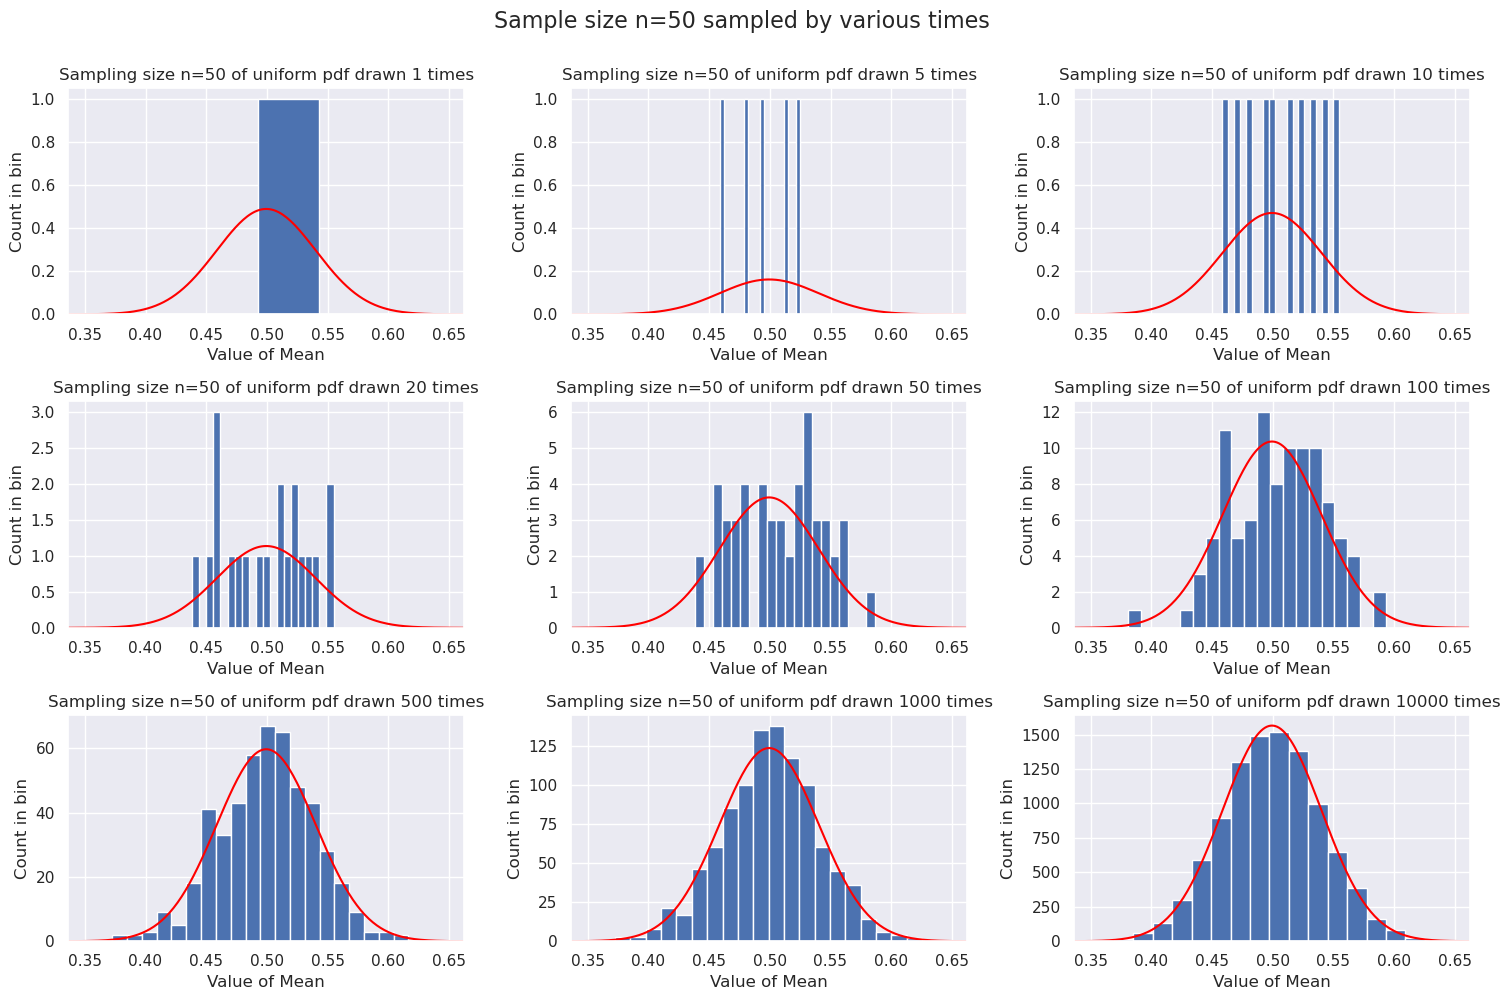 Sample size n=50 sampled by various times
Sampling size n=50 of uniform pdf drawn 1 times
Count in bin
1.0
0.8
0.6
0.4
0.2
0.0
0.35 0.40 0.45 0.50 0.55 0.60 0.65
Value of Mean
Sampling size n=50 of uniform pdf drawn 5 times
Count in bin
1.0
0.8
0.6
0.4
0.2
0.0
0.35 0.40 0.45 0.50 0.55 0.60 0.65
Value of Mean
Sampling size n=50 of uniform pdf drawn 10 times
Count in bin
1.0
0.8
0.6
0.4
0.2
0.0
0.35 0.40 0.45 0.50 0.55 0.60 0.65
Value of Mean
Sampling size n=50 of uniform pdf drawn 20 times
Count in bin
3.0
2.5
2.0
1.5
1.0
0.5
0.0
0.35 0.40 0.45 0.50 0.55 0.60 0.65
Value of Mean
Sampling size n=50 of uniform pdf drawn 50 times
Count in bin
6
5
4
3
2
1
0
0.35 0.40 0.45 0.50 0.55 0.60 0.65
Value of Mean
Sampling size n=50 of uniform pdf drawn 100 times
Count in bin
12
10
8
6
4
2
0
0.35 0.40 0.45 0.50 0.55 0.60 0.65
Value of Mean
Sampling size n=50 of uniform pdf drawn 500 times
Count in bin
60
40
20
0
0.35 0.40 0.45 0.50 0.55 0.60 0.65
Value of Mean
Sampling size n=50 of uniform pdf drawn 1000 times
Count in bin
125
100
75
50
25
0
0.35 0.40 0.45 0.50 0.55 0.60 0.65
Value of Mean
Sampling size n=50 of uniform pdf drawn 10000 times
Count in bin
1500
1250
1000
750
500
250
0
0.35 0.40 0.45 0.50 0.55 0.60 0.65
Value of Mean